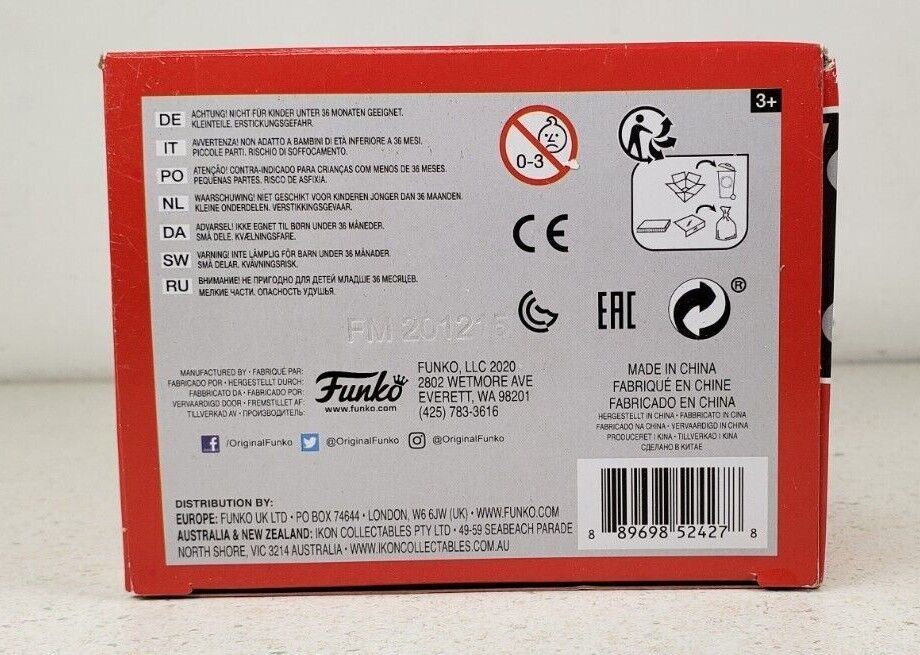 3+
DE ACHTUNG! NICHT FÜR KINDER UNTER 36 MONATEN GEEIGNET.
KLEINTEILE. ERSTICKUNGSGEFAHR.
IT AVVERTENZA! NON ADATTO A BAMBINI DI ETÀ INFERIORE A 36 MESI.
PICCOLE PARTI. RISCHIO DI SOFFOCAMENTO.
PO ATENÇÃO! CONTRA-INDICADO PARA CRIANÇAS COM MENOS DE 36 MESES.
PEQUENAS PARTES. RISCO DE ASFIXIA.
NL WAARSCHUWING! NIET GESCHIKT VOOR KINDEREN JONGER DAN 36 MAANDEN.
KLEINE ONDERDELEN. VERSTIKKINGSGEVAAR.
DA ADVARSEL! IKKE EGNET TIL BØRN UNDER 36 MÅNEDER.
SMÅ DELE. KVÆLNINGSFARE.
SW VARNING! INTE LÄMPLIG FÖR BARN UNDER 36 MÅNADER.
SMÅ DELAR. KVÄVNINGSRISK.
RU ВНИМАНИЕ! НЕ ПРИГОДНО ДЛЯ ДЕТЕЙ МЛАДШЕ 36 МЕСЯЦЕВ.
МЕЛКИЕ ЧАСТИ. ОПАСНОСТЬ УДУШЬЯ.
0-3
CE
EAC
®
FM 201215
MANUFACTURED BY • FABRIQUÉ PAR:
FABRICADO POR • HERGESTELLT DURCH:
FABBRICATO DA • FABRICADO POR:
VERVAARDIGD DOOR • FREMSTILLET AF:
TILLVERKAD AV • ПРОИЗВОДИТЕЛЬ:
Funko
www.funko.com
FUNKO, LLC 2020
2802 WETMORE AVE
EVERETT, WA 98201
(425) 783-3616
/OriginalFunko @OriginalFunko @OriginalFunko
MADE IN CHINA
FABRIQUÉ EN CHINE
FABRICADO EN CHINA
HERGESTELLT IN CHINA • FABBRICATO IN CINA
FABRICADO NA CHINA • VERVAARDIGD IN CHINA
PRODUCERET I KINA • TILLVERKAD I KINA
СДЕЛАНО В КИТАЕ
DISTRIBUTION BY:
EUROPE: FUNKO UK LTD • PO BOX 74644 • LONDON, W6 6JW (UK) • WWW.FUNKO.COM
AUSTRALIA & NEW ZEALAND: IKON COLLECTABLES PTY LTD • 49-59 SEABEACH PARADE
NORTH SHORE, VIC 3214 AUSTRALIA • WWW.IKONCOLLECTABLES.COM.AU
8 89698 52427 8